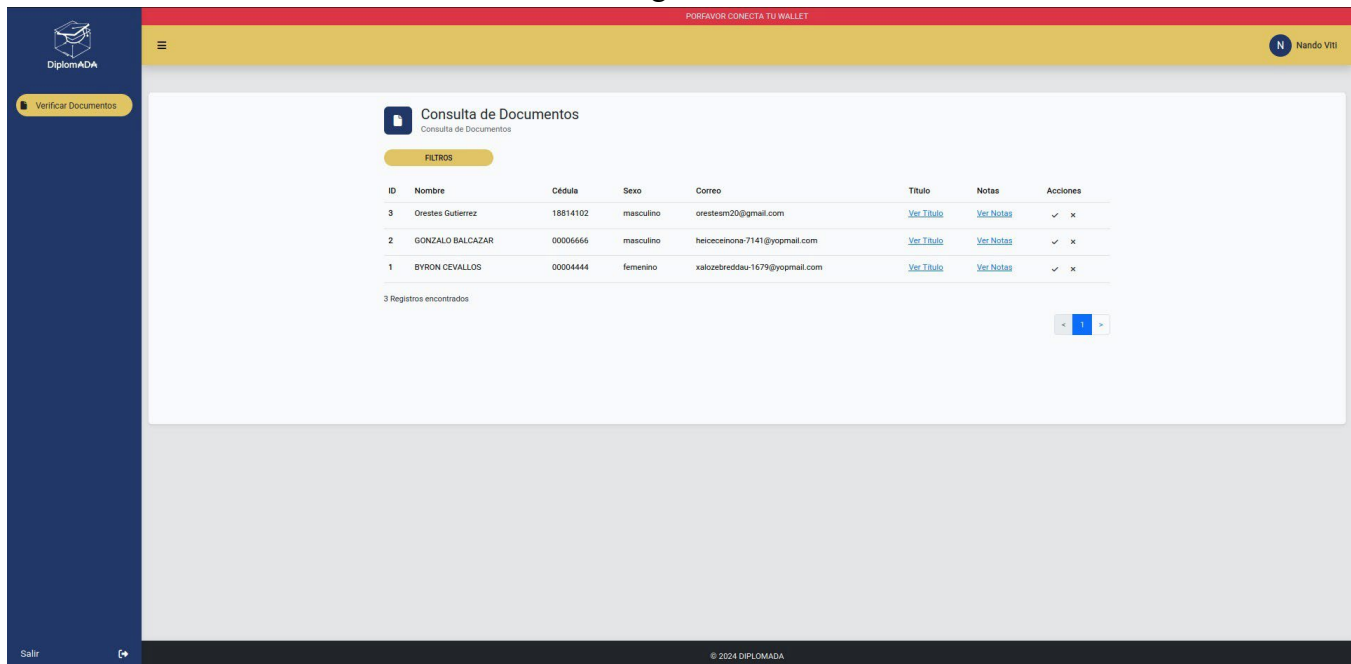 PORFAVOR CONECTA TU WALLET
DiplomADA
N Nando VIti
Verificar Documentos
Consulta de Documentos
Consulta de Documentos
FILTROS
ID Nombre Cédula Sexo Correo Título Notas Acciones
3 Orestes Gutierrez 18814102 masculino orestesm20@gmail.com Ver Título Ver Notas
2 GONZALO BALCAZAR 00006666 masculino heiceceinona-7141@yopmail.com Ver Título Ver Notas
1 BYRON CEVALLOS 00004444 femenino xalozebreddau-1679@yopmail.com Ver Título Ver Notas
3 Registros encontrados
< 1 >
Salir
© 2024 DIPLOMADA